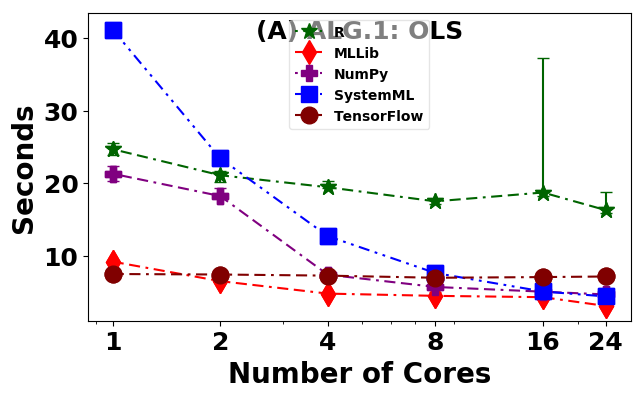 (A) ALG.1: OLS
R
MLLib
NumPy
SystemML
TensorFlow
Seconds
40
30
20
10
1 2 4 8 16 24
Number of Cores